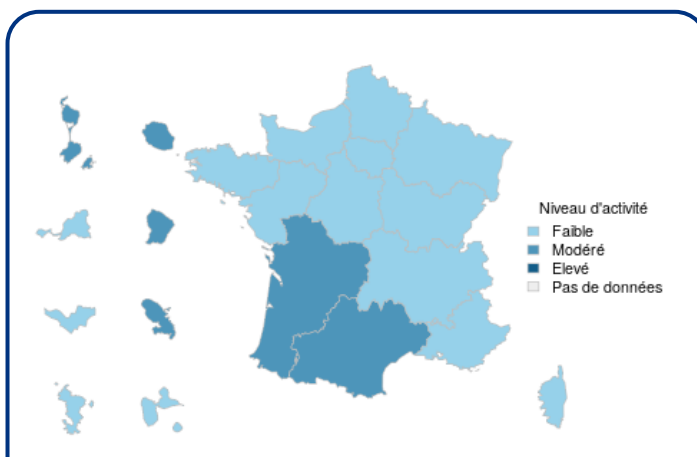 Niveau d'activité
Faible
Modéré
Elevé
Pas de données